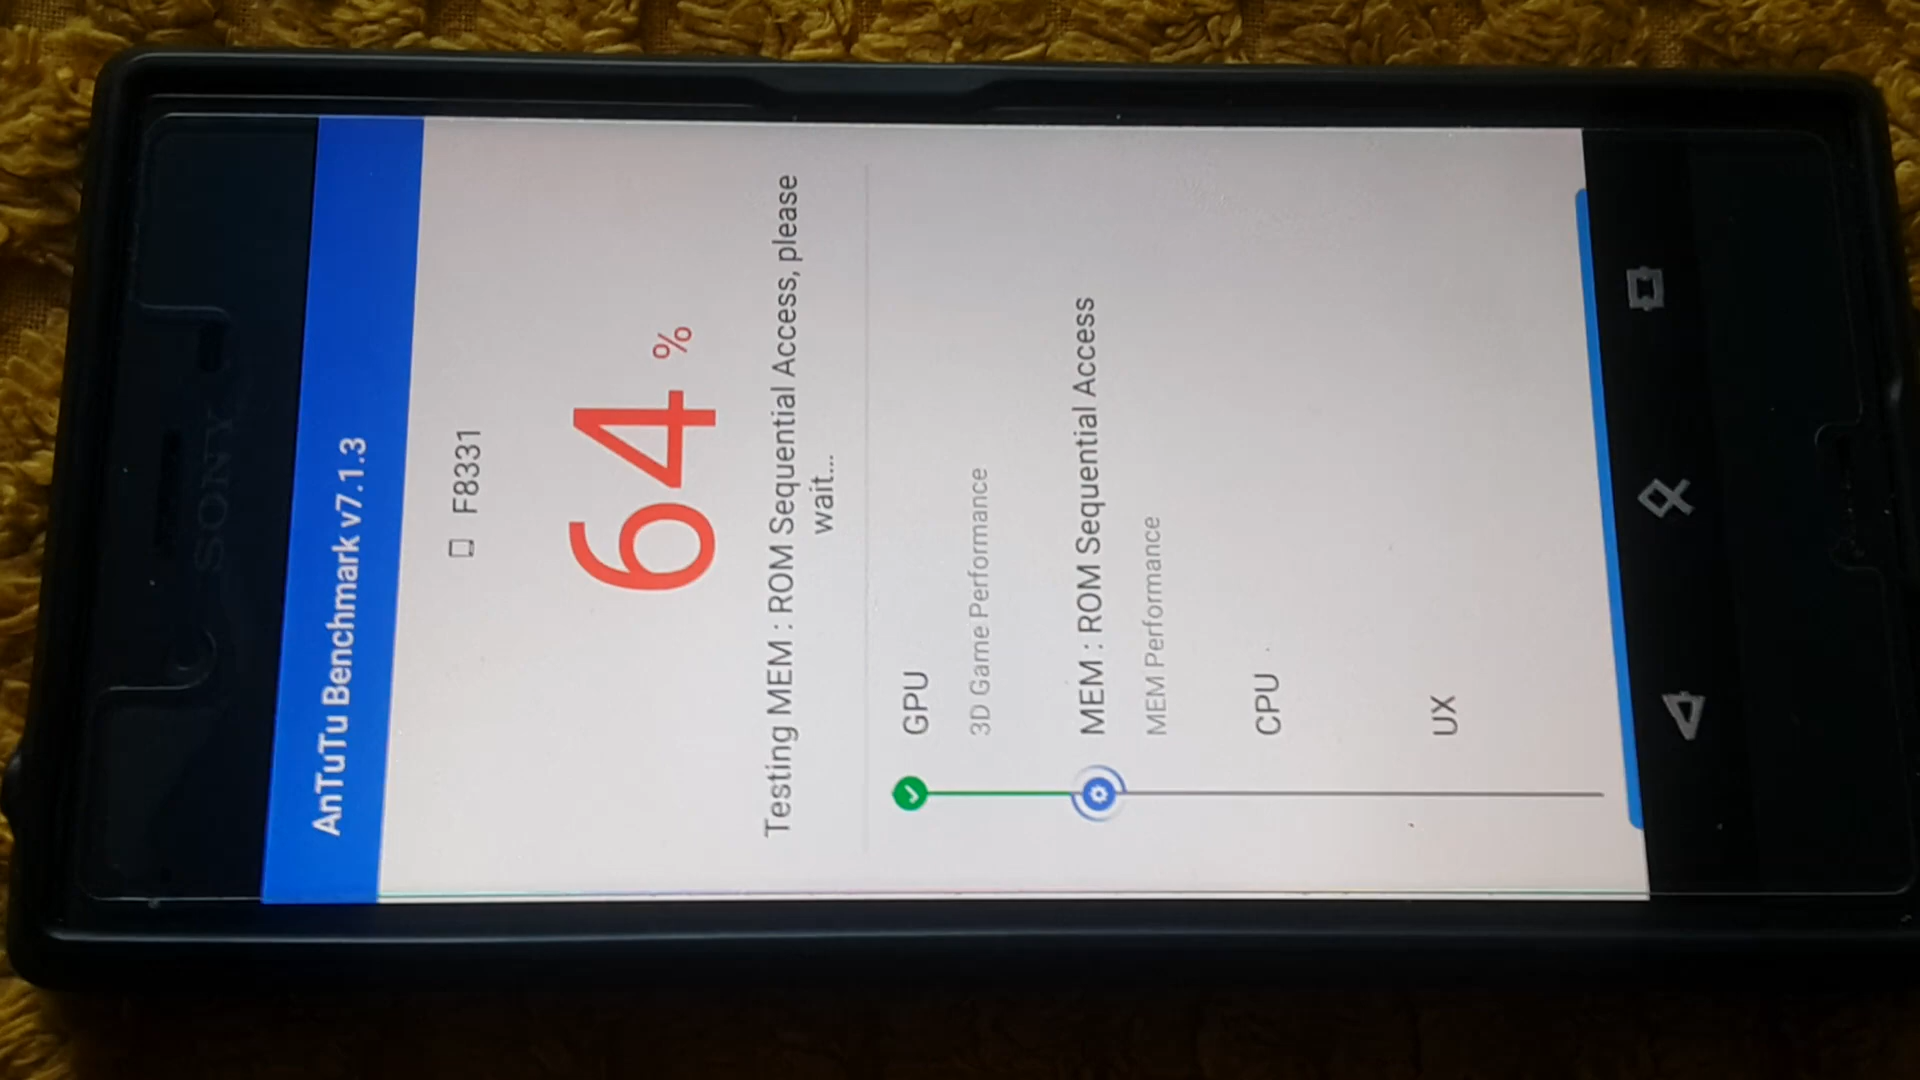 SONY
AnTuTu Benchmark v7.1.3
F8331
64 %
Testing MEM : ROM Sequential Access, please
wait...
GPU
3D Game Performance
MEM : ROM Sequential Access
MEM Performance
CPU
UX